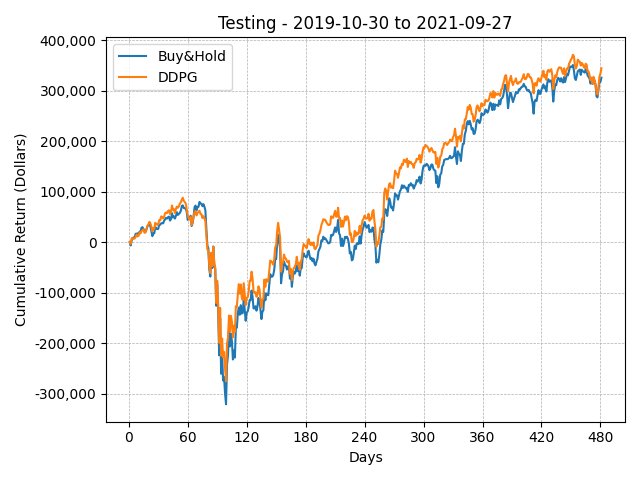 Testing - 2019-10-30 to 2021-09-27
Buy&Hold
DDPG
Cumulative Return (Dollars)
400,000
300,000
200,000
100,000
0
-100,000
-200,000
-300,000
0 60 120 180 240 300 360 420 480
Days